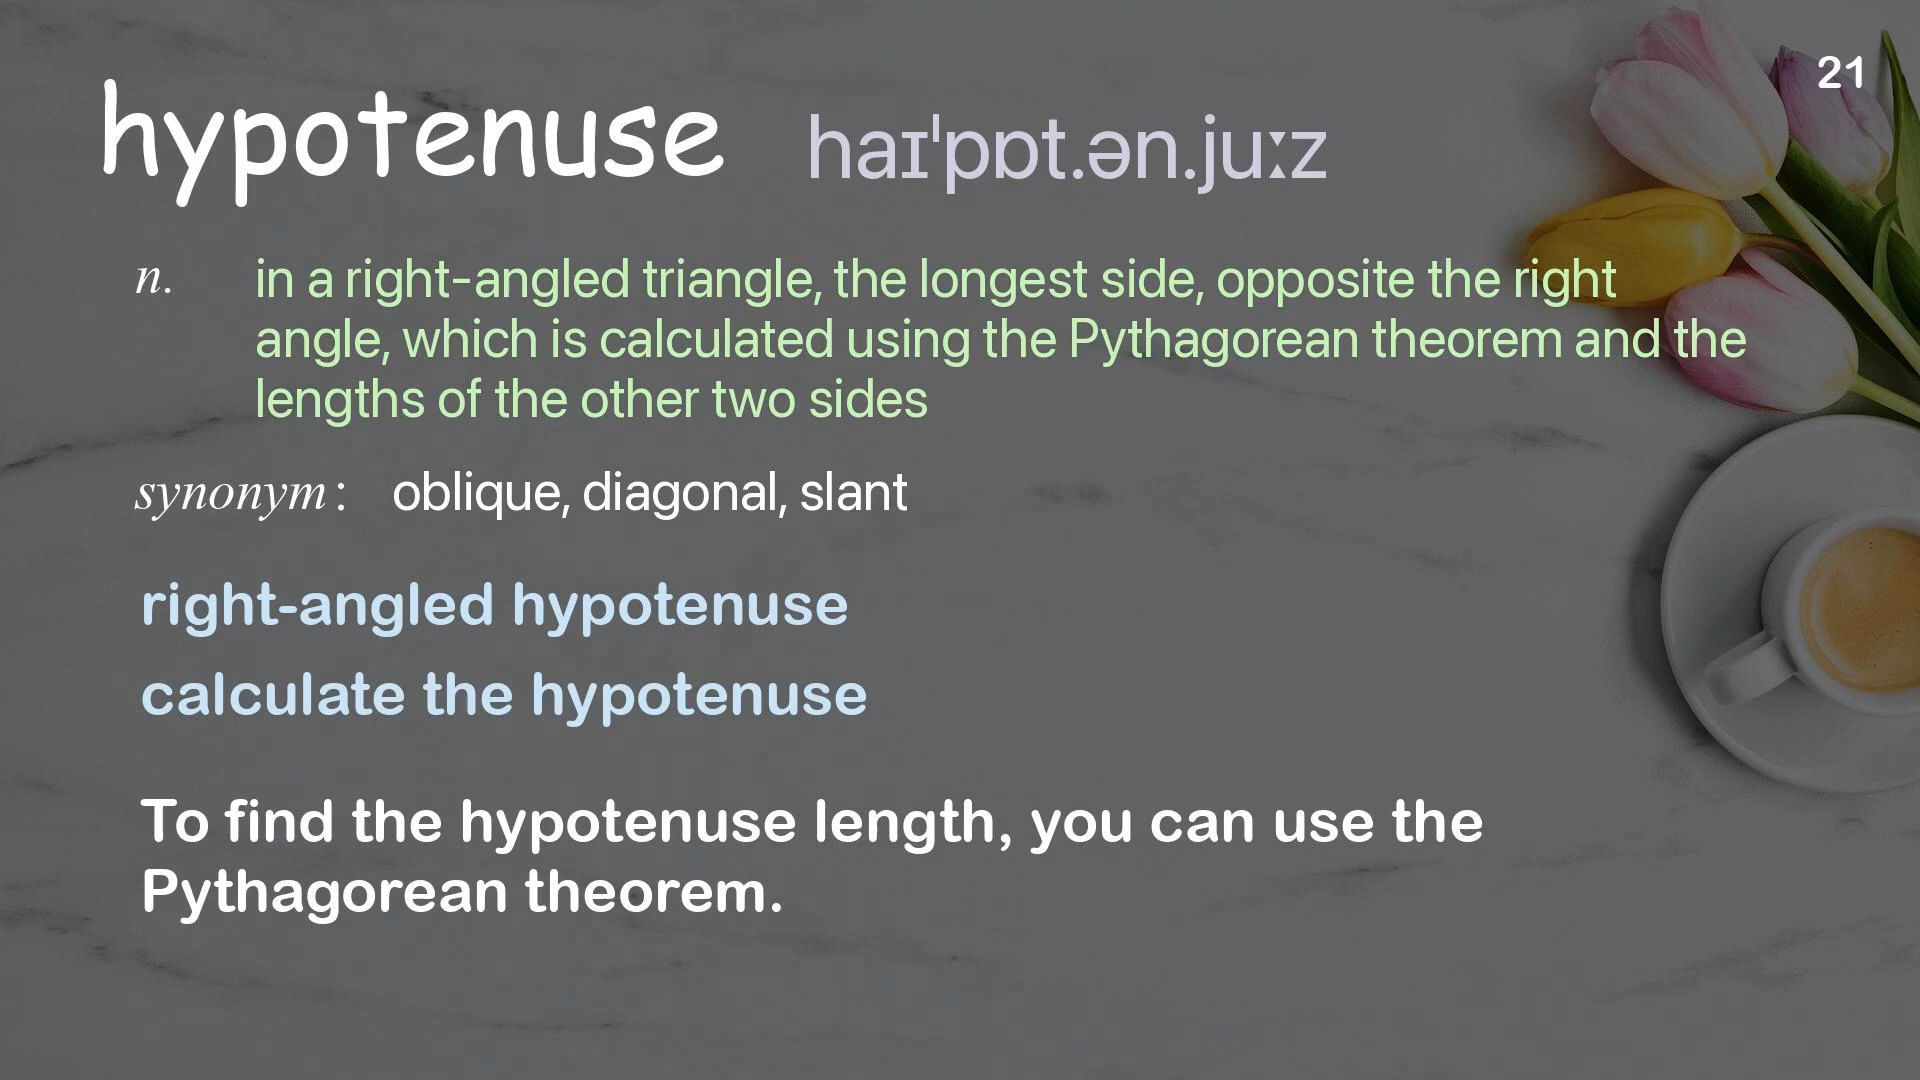 21
hypotenuse haɪˈpɒt.ən.juːz
n. in a right-angled triangle, the longest side, opposite the right
angle, which is calculated using the Pythagorean theorem and the
lengths of the other two sides
synonym: oblique, diagonal, slant
right-angled hypotenuse
calculate the hypotenuse
To find the hypotenuse length, you can use the
Pythagorean theorem.